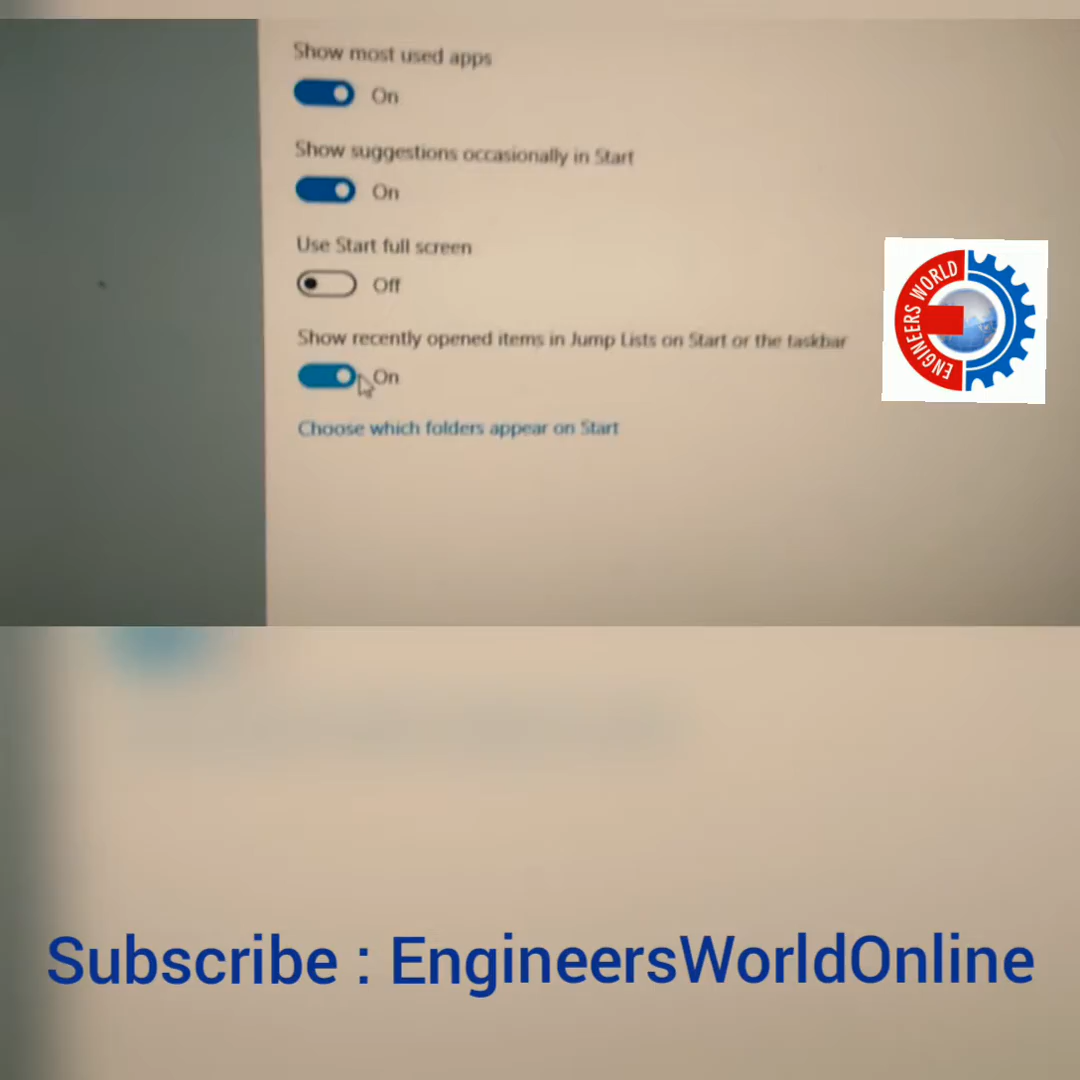 Show most used apps
On
Show suggestions occasionally in Start
On
Use Start full screen
Off
Show recently opened items in Jump Lists on Start or the taskbar
On
Choose which folders appear on Start
ENGINEERS WORLD
Subscribe : EngineersWorldOnline